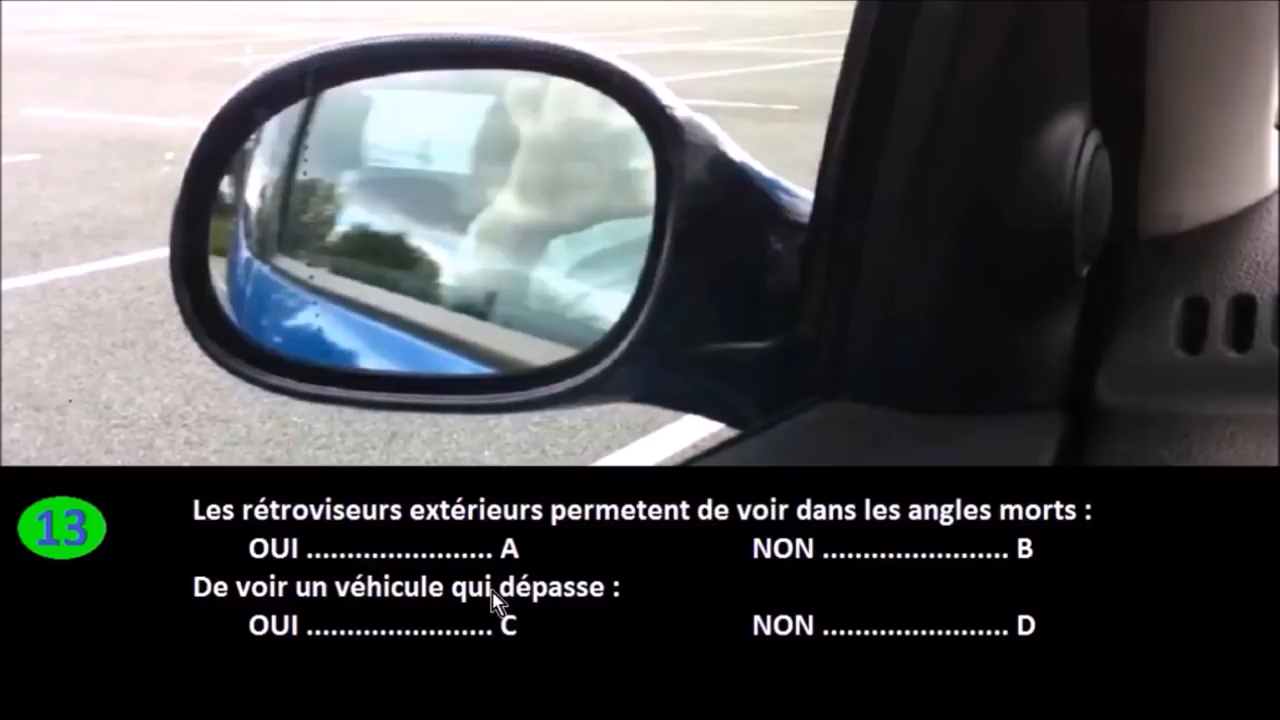 13
Les rétroviseurs extérieurs permetent de voir dans les angles morts :
OUI ....................... A NON ....................... B
De voir un véhicule qui dépasse :
OUI ....................... C NON ....................... D